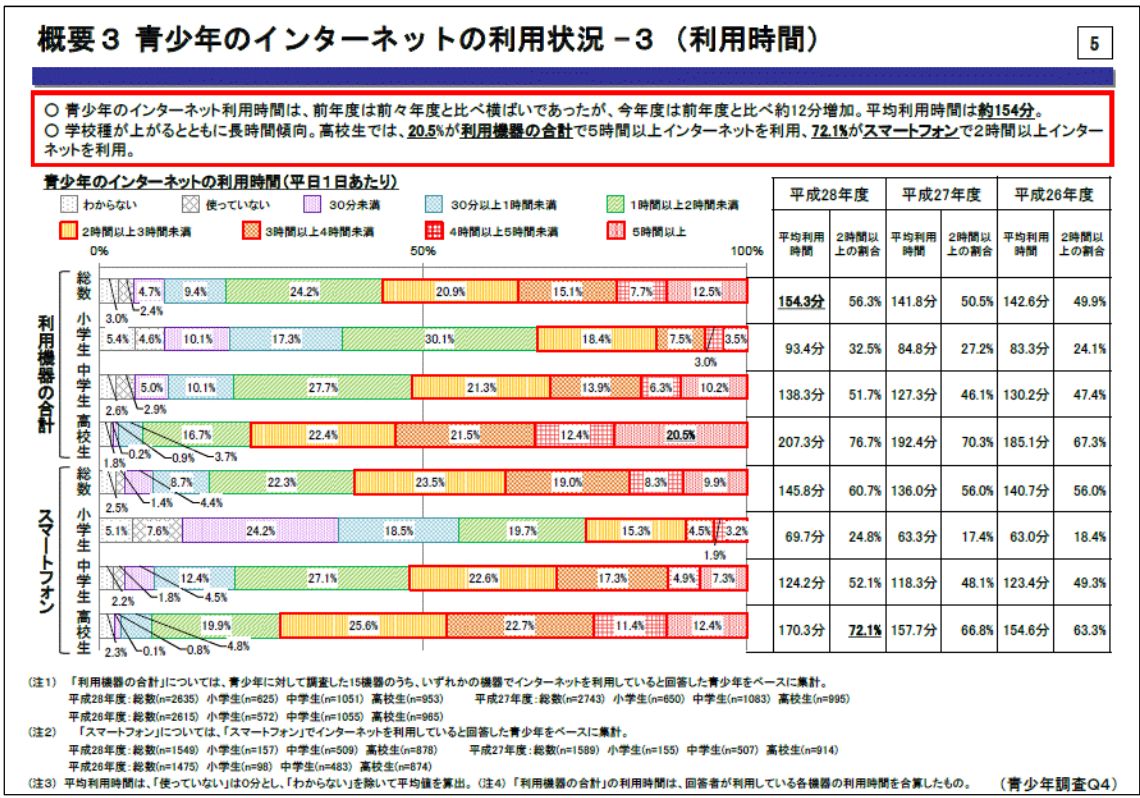 概要３ 青少年のインターネットの利用状況 −３ （利用時間）
5
○ 青少年のインターネット利用時間は、前年度は前々年度と比べ横ばいであったが、今年度は前年度と比べ約12分増加。平均利用時間は約154分。
○ 学校種が上がるとともに長時間傾向。高校生では、20.5%が利用機器の合計で５時間以上インターネットを利用、72.1%がスマートフォンで２時間以上インター
ネットを利用。
青少年のインターネットの利用時間(平日１日あたり)
わからない 使っていない 30分未満 30分以上1時間未満 1時間以上2時間未満
2時間以上3時間未満 3時間以上4時間未満 4時間以上5時間未満 5時間以上
0% 50% 100%
平成28年度 平成27年度 平成26年度
平均利用時間 2時間以上の割合 平均利用時間 2時間以上の割合 平均利用時間 2時間以上の割合
利用機器の合計
総数 3.0% 2.4% 4.7% 9.4% 24.2% 20.9% 15.1% 7.7% 12.5% 154.3分 56.3% 141.8分 50.5% 142.6分 49.9%
小学生 5.4% 4.6% 10.1% 17.3% 30.1% 18.4% 7.5% 3.0% 3.5% 93.4分 32.5% 84.8分 27.2% 83.3分 24.1%
中学生 2.6% 2.9% 5.0% 10.1% 27.7% 21.3% 13.9% 6.3% 10.2% 138.3分 51.7% 127.3分 46.1% 130.2分 47.4%
高校生 1.8% 0.2% 0.9% 3.7% 16.7% 22.4% 21.5% 12.4% 20.5% 207.3分 76.7% 192.4分 70.3% 185.1分 67.3%
スマートフォン
総数 2.5% 1.4% 4.4% 8.7% 22.3% 23.5% 19.0% 8.3% 9.9% 145.8分 60.7% 136.0分 56.0% 140.7分 56.0%
小学生 5.1% 7.6% 24.2% 18.5% 19.7% 15.3% 4.5% 1.9% 3.2% 69.7分 24.8% 63.3分 17.4% 63.0分 18.4%
中学生 2.2% 1.8% 4.5% 12.4% 27.1% 22.6% 17.3% 4.9% 7.3% 124.2分 52.1% 118.3分 48.1% 123.4分 49.3%
高校生 2.3% 0.1% 0.8% 4.8% 19.9% 25.6% 22.7% 11.4% 12.4% 170.3分 72.1% 157.7分 66.8% 154.6分 63.3%
(注1) 「利用機器の合計」については、青少年に対して調査した15機器のうち、いずれかの機器でインターネットを利用していると回答した青少年をベースに集計。
平成28年度：総数(n=2635) 小学生(n=625) 中学生(n=1051) 高校生(n=953) 平成27年度：総数(n=2743) 小学生(n=650) 中学生(n=1083) 高校生(n=995)
平成26年度：総数(n=2615) 小学生(n=572) 中学生(n=1055) 高校生(n=965)
(注2) 「スマートフォン」については、「スマートフォン」でインターネットを利用していると回答した青少年をベースに集計。
平成28年度：総数(n=1549) 小学生(n=157) 中学生(n=509) 高校生(n=878) 平成27年度：総数(n=1589) 小学生(n=155) 中学生(n=507) 高校生(n=914)
平成26年度：総数(n=1475) 小学生(n=98) 中学生(n=483) 高校生(n=874)
(注3) 平均利用時間は、「使っていない」は0分とし、「わからない」を除いて平均値を算出。(注4) 「利用機器の合計」の利用時間は、回答者が利用している各機器の利用時間を合算したもの。 （青少年調査Q4）